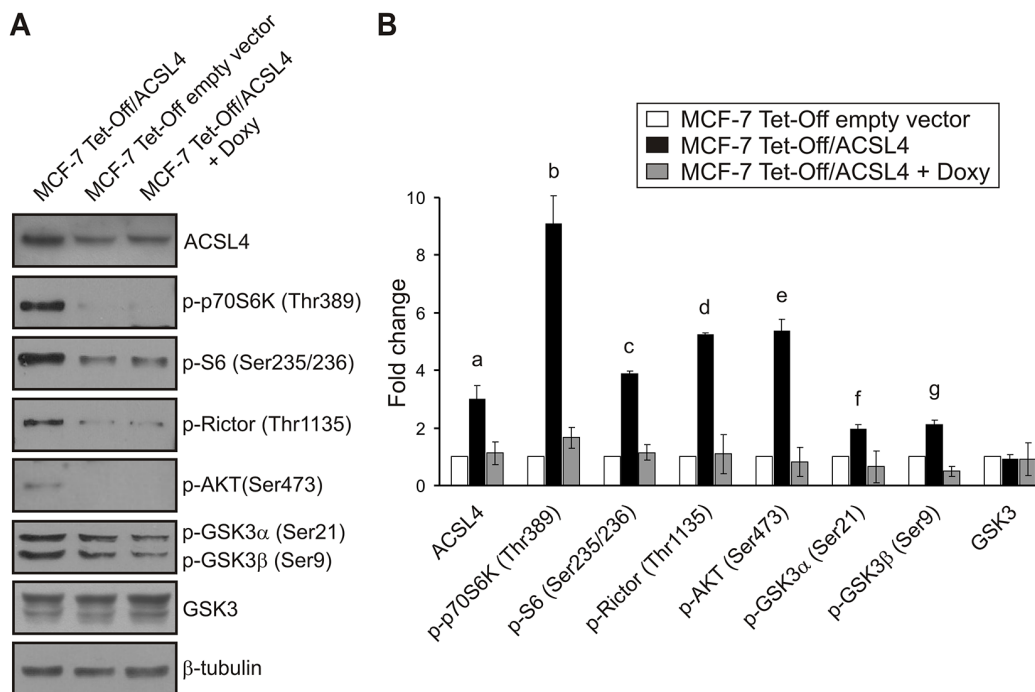 A
MCF-7 Tet-Off/ACSL4
MCF-7 Tet-Off empty vector
MCF-7 Tet-Off/ACSL4
+ Doxy
ACSL4
p-p70S6K (Thr389)
p-S6 (Ser235/236)
p-Rictor (Thr1135)
p-AKT(Ser473)
p-GSK3α (Ser21)
p-GSK3β (Ser9)
GSK3
β-tubulin
B
MCF-7 Tet-Off empty vector
MCF-7 Tet-Off/ACSL4
MCF-7 Tet-Off/ACSL4 + Doxy
Fold change
10
8
6
4
2
0
a
b
c
d
e
f
g
ACSL4
p-p70S6K (Thr389)
p-S6 (Ser235/236)
p-Rictor (Thr1135)
p-AKT (Ser473)
p-GSK3α (Ser21)
p-GSK3β (Ser9)
GSK3